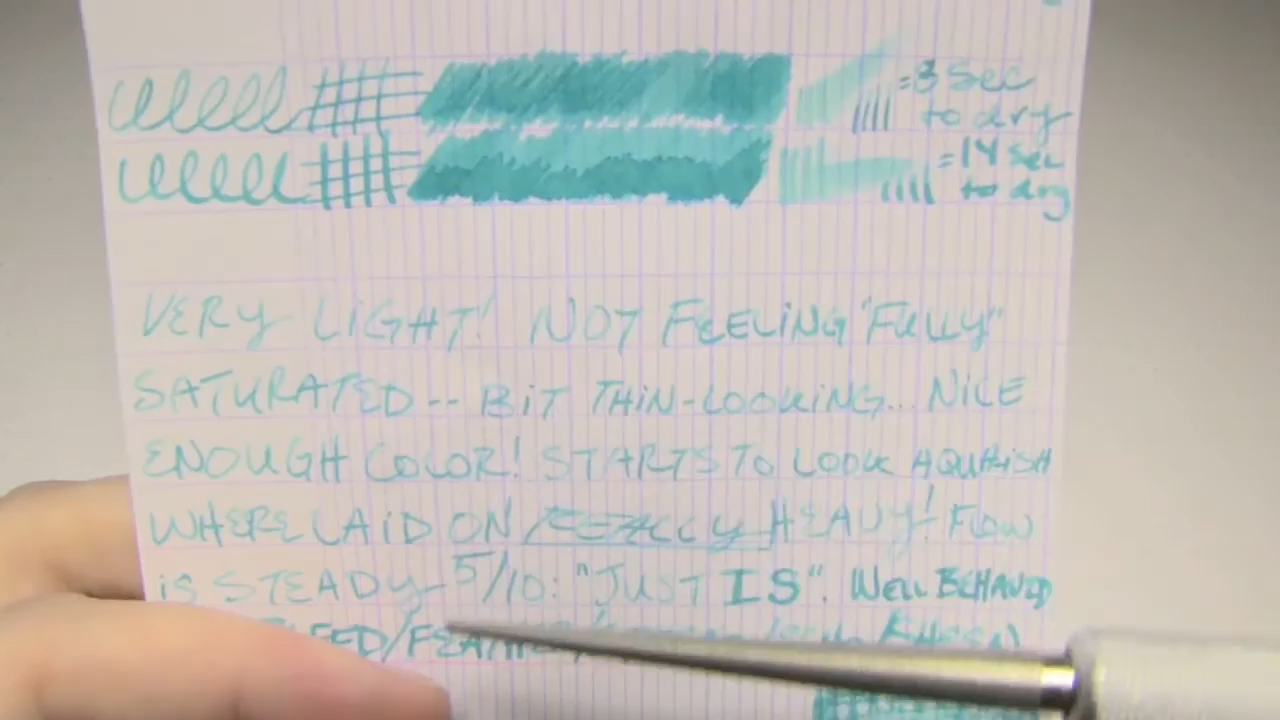 = 3 Sec
to dry
= 14 Sec
to dry
VERY LiGHT! NOT FEELiNG "FULLY"
SATURATED -- BiT THiN-LOOKiNG... NiCE
ENOUGH COLOR! STARTS TO LOOK AQUAiSH
WHERE LAiD ON REALLY HEAVY! FLOW
iS STEADY 5/10: "JUST IS". WELL BEHAVED